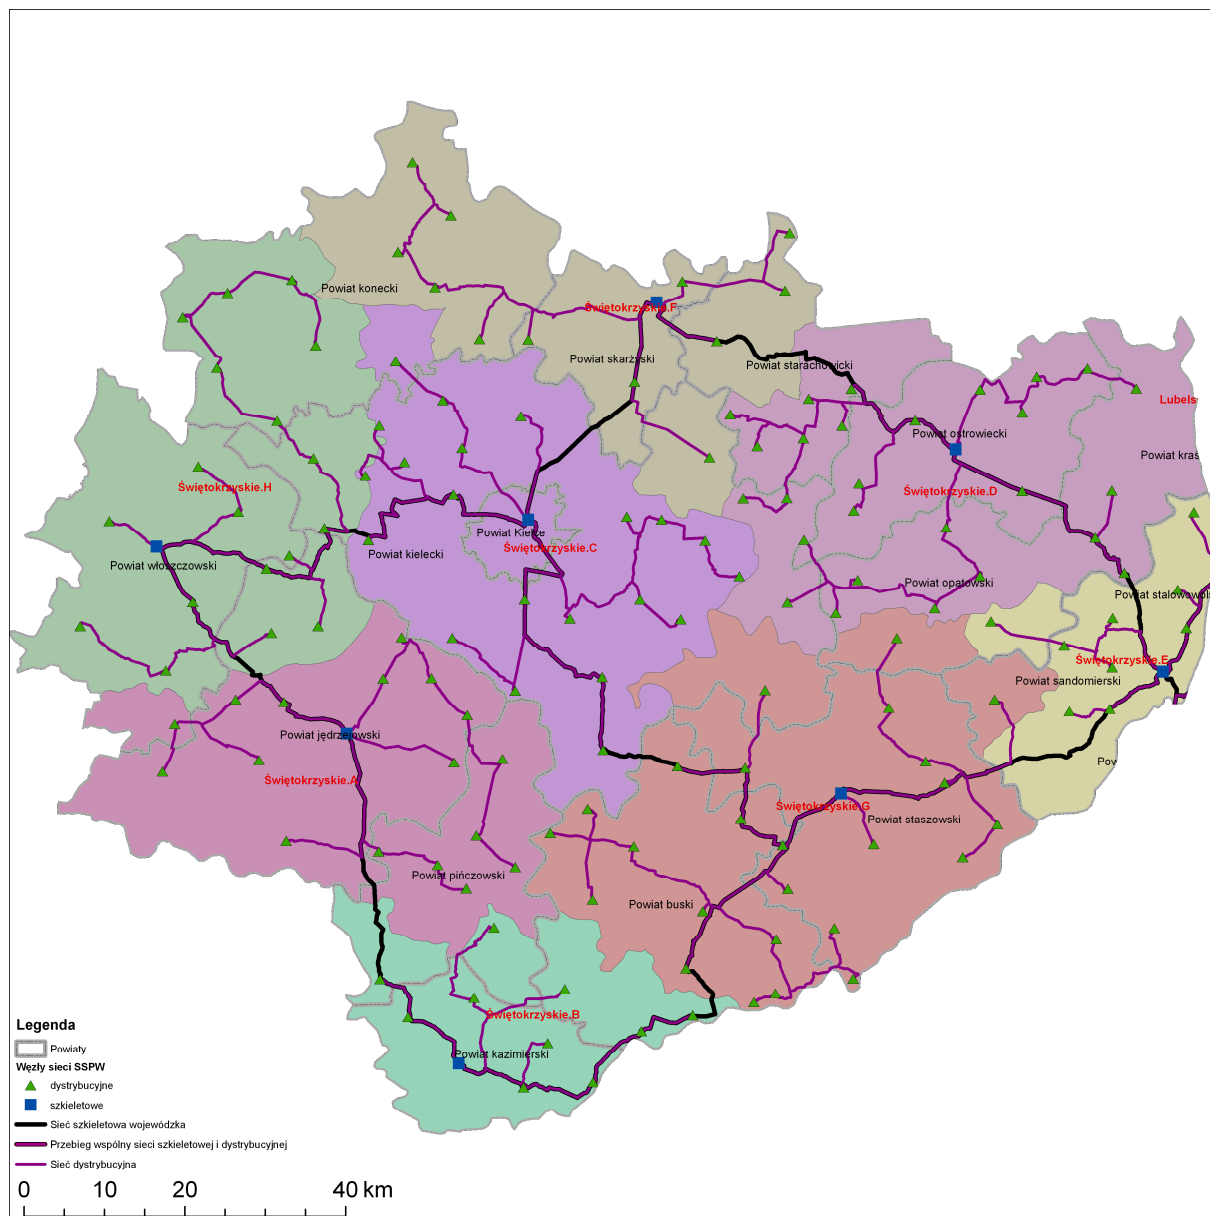 Powiat konecki
Świętokrzyskie.F
Powiat skarżyski
Powiat starachowicki
Lubels
Powiat ostrowiecki
Powiat kras
Świętokrzyskie.H
Świętokrzyskie.D
Powiat Kielce
Świętokrzyskie.C
Powiat kielecki
Powiat włoszczowski
Powiat opatowski
Powiat stalowowols
Świętokrzyskie.E
Powiat sandomierski
Powiat jędrzejowski
Pow
Świętokrzyskie.A
Świętokrzyskie.G
Powiat staszowski
Powiat pińczowski
Powiat buski
Świętokrzyskie.B
Powiat kazimierski
Legenda
Powiaty
Węzły sieci SSPW
dystrybucyjne
szkieletowe
Sieć szkieletowa wojewódzka
Przebieg wspólny sieci szkieletowej i dystrybucyjnej
Sieć dystrybucyjna
0 10 20 40 km